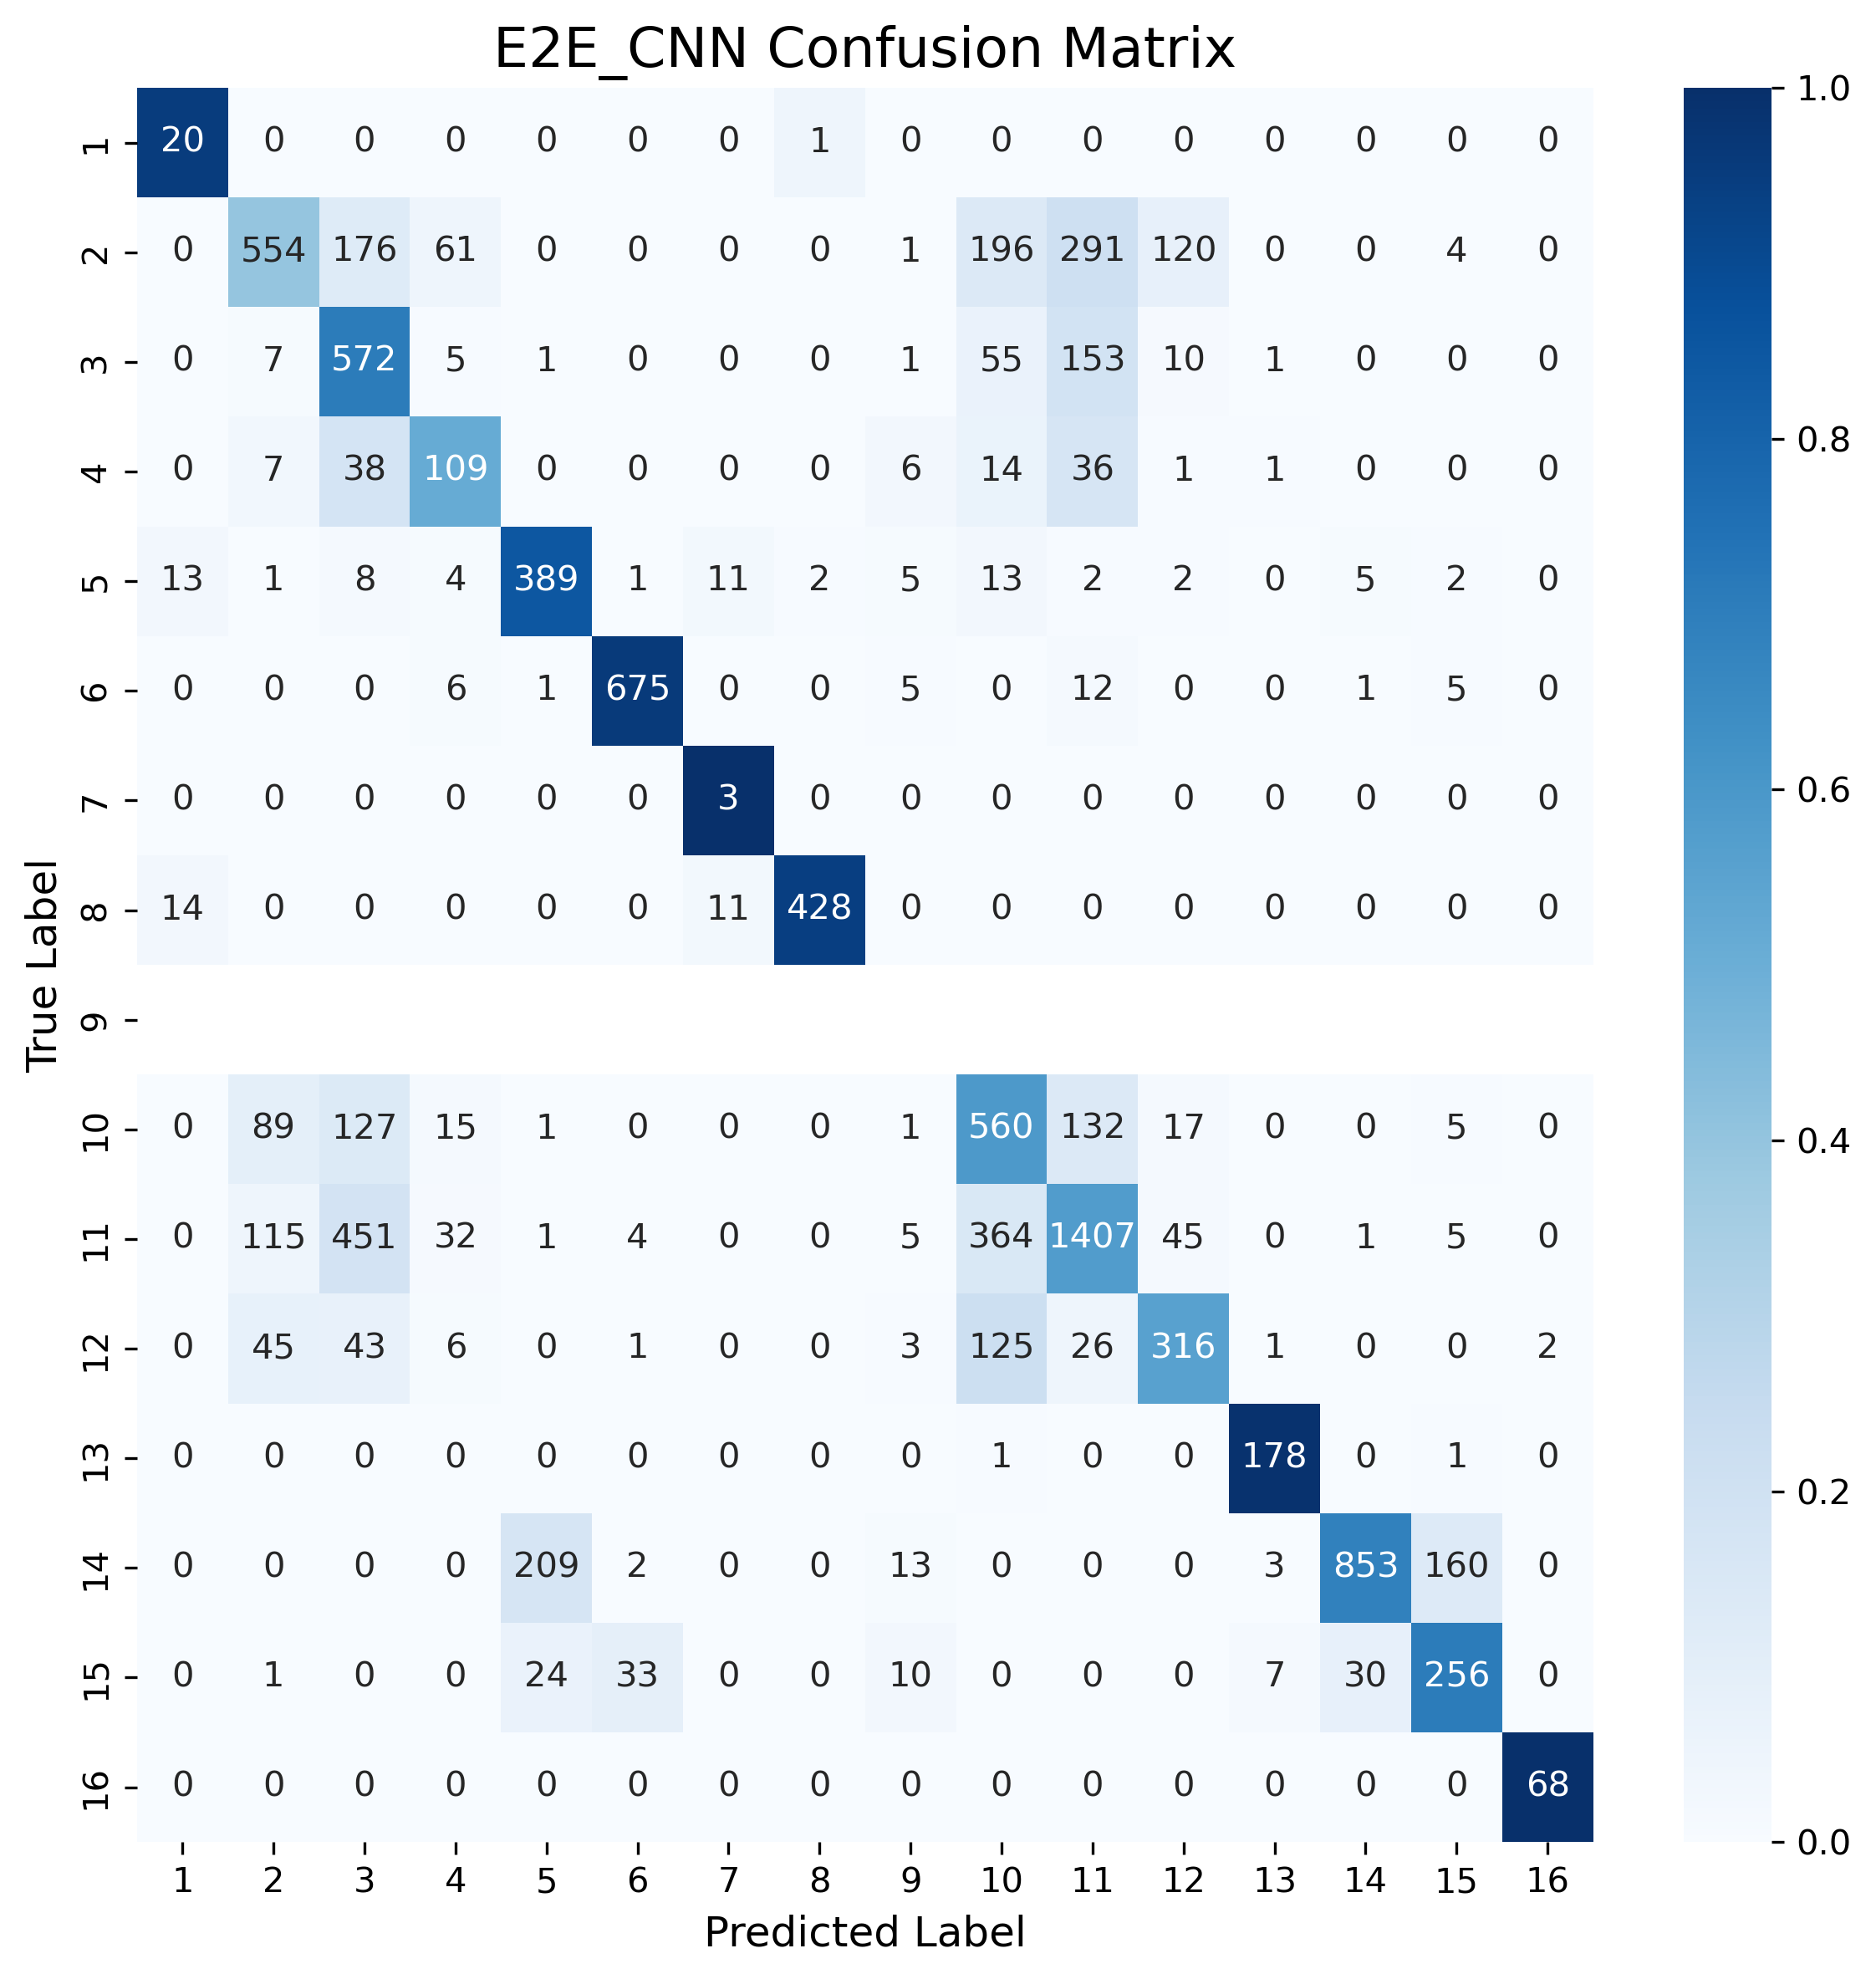 E2E_CNN Confusion Matrix
1 20 0 0 0 0 0 0 1 0 0 0 0 0 0 0 0
2 0 554 176 61 0 0 0 0 1 196 291 120 0 0 4 0
3 0 7 572 5 1 0 0 0 1 55 153 10 1 0 0 0
4 0 7 38 109 0 0 0 0 6 14 36 1 1 0 0 0
5 13 1 8 4 389 1 11 2 5 13 2 2 0 5 2 0
6 0 0 0 6 1 675 0 0 5 0 12 0 0 1 5 0
7 0 0 0 0 0 0 3 0 0 0 0 0 0 0 0 0
8 14 0 0 0 0 0 11 428 0 0 0 0 0 0 0 0
9
10 0 89 127 15 1 0 0 0 1 560 132 17 0 0 5 0
11 0 115 451 32 1 4 0 0 5 364 1407 45 0 1 5 0
12 0 45 43 6 0 1 0 0 3 125 26 316 1 0 0 2
13 0 0 0 0 0 0 0 0 0 1 0 0 178 0 1 0
14 0 0 0 0 209 2 0 0 13 0 0 0 3 853 160 0
15 0 1 0 0 24 33 0 0 10 0 0 0 7 30 256 0
16 0 0 0 0 0 0 0 0 0 0 0 0 0 0 0 68
1 2 3 4 5 6 7 8 9 10 11 12 13 14 15 16
Predicted Label
True Label
1.0
0.8
0.6
0.4
0.2
0.0